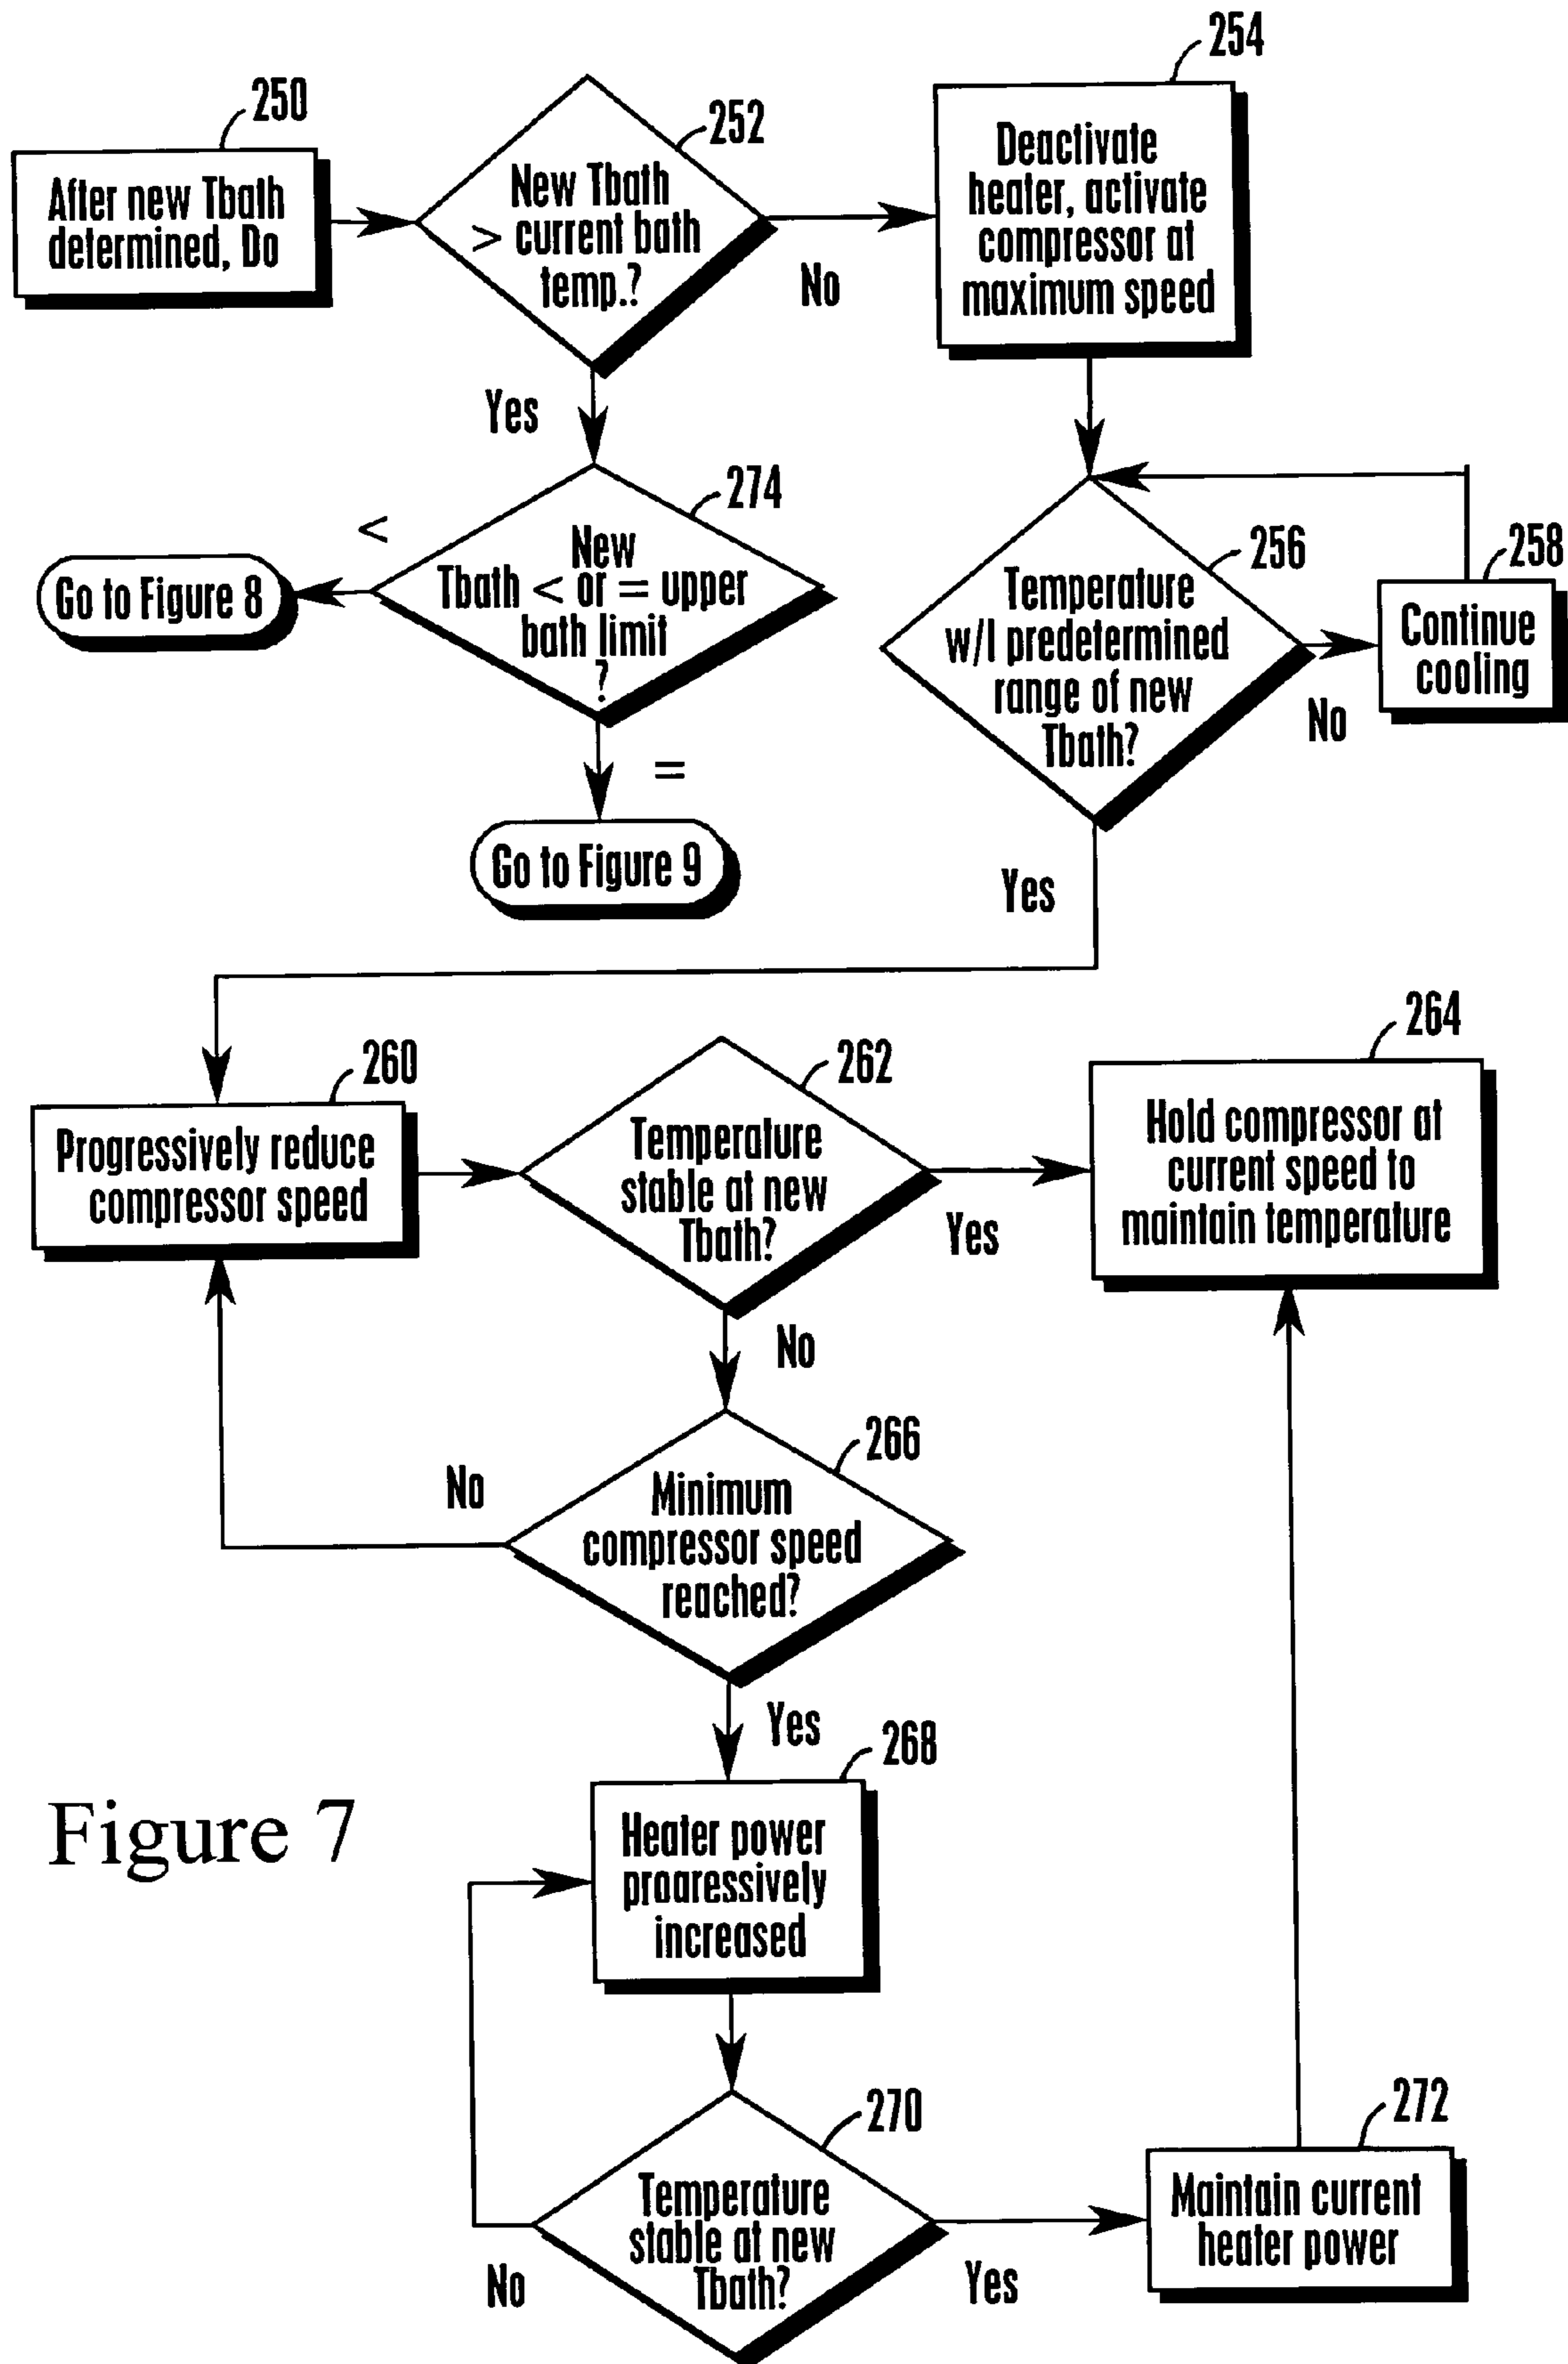 250
After new Tbath
determined, Do
252
New Tbath
> current bath
temp.?
No
Yes
254
Deactivate
heater, activate
compressor at
maximum speed
274
New
Tbath < or = upper
bath limit
?
<
Go to Figure 8
=
Go to Figure 9
256
Temperature
w/I predetermined
range of new
Tbath?
No
Yes
258
Continue
cooling
260
Progressively reduce
compressor speed
262
Temperature
stable at new
Tbath?
Yes
No
264
Hold compressor at
current speed to
maintain temperature
266
Minimum
compressor speed
reached?
No
Yes
268
Heater power
progressively
increased
270
Temperature
stable at new
Tbath?
No
Yes
272
Maintain current
heater power
Figure 7